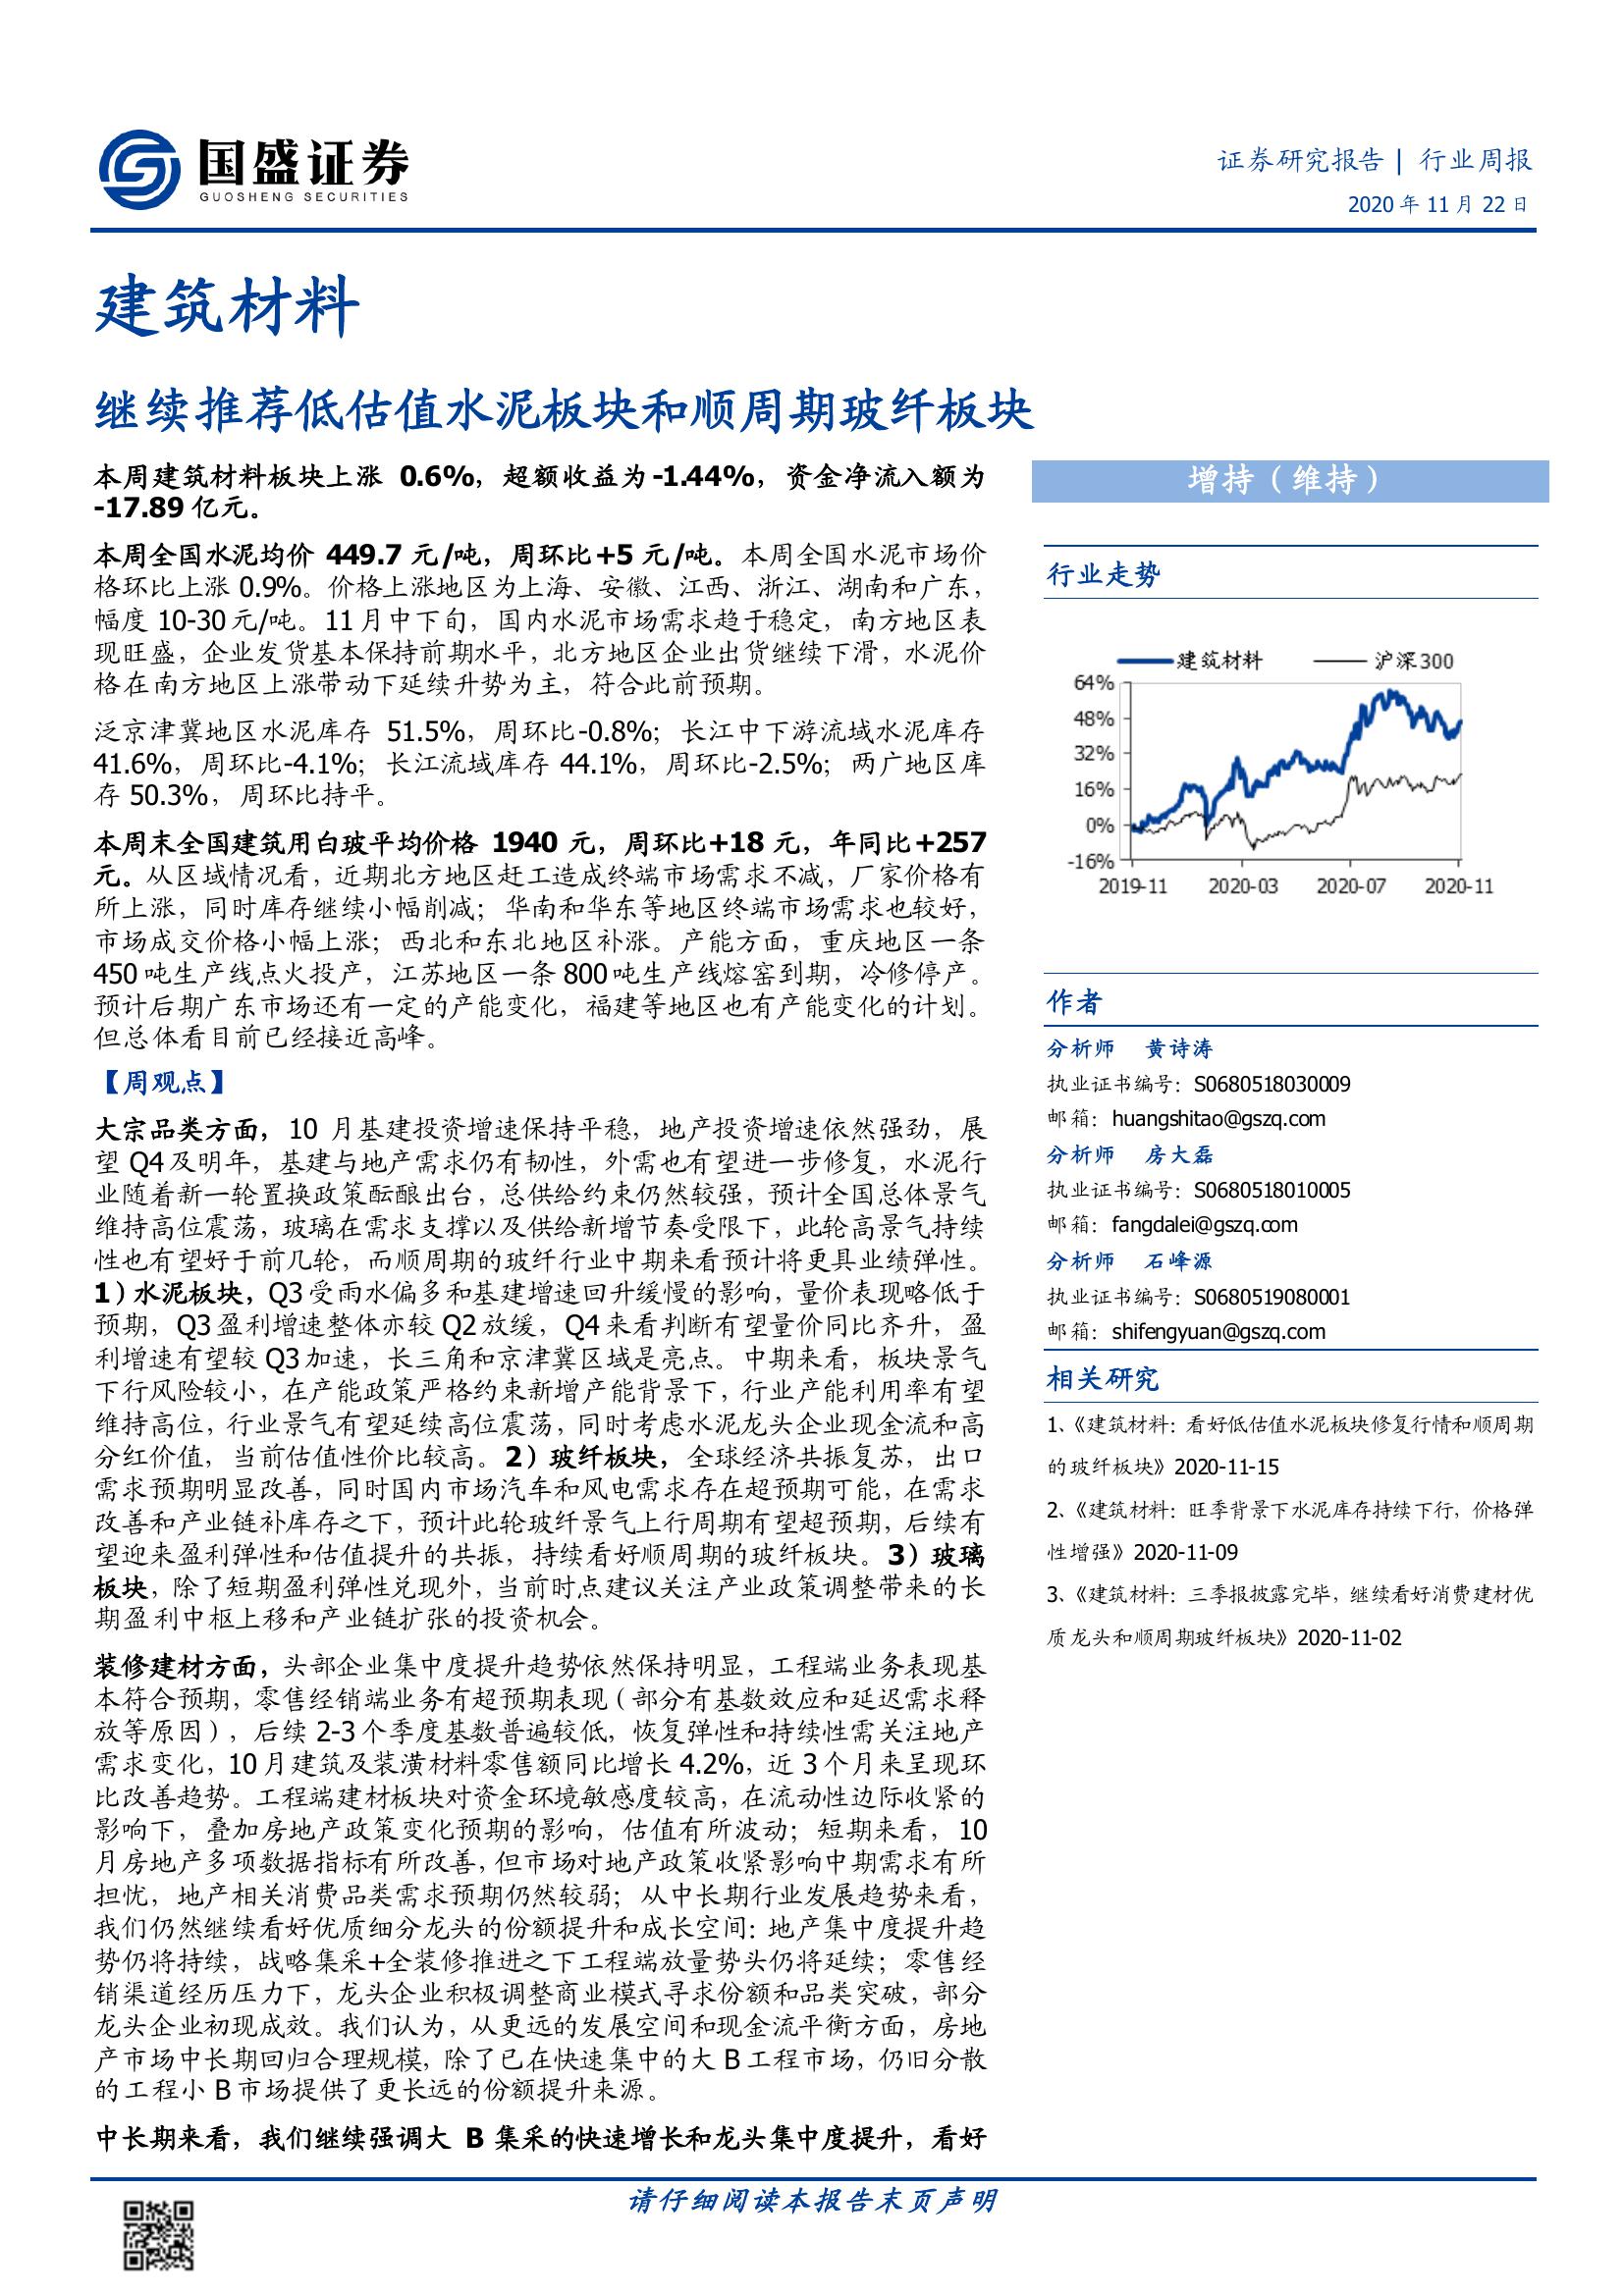 国盛证券
GUOSHENG SECURITIES
证券研究报告 | 行业周报
2020 年 11 月 22 日
建筑材料
继续推荐低估值水泥板块和顺周期玻纤板块
本周建筑材料板块上涨 0.6%，超额收益为-1.44%，资金净流入额为
-17.89 亿元。
本周全国水泥均价 449.7 元/吨，周环比+5 元/吨。本周全国水泥市场价
格环比上涨 0.9%。价格上涨地区为上海、安徽、江西、浙江、湖南和广东，
幅度 10-30 元/吨。11 月中下旬，国内水泥市场需求趋于稳定，南方地区表
现旺盛，企业发货基本保持前期水平，北方地区企业出货继续下滑，水泥价
格在南方地区上涨带动下延续升势为主，符合此前预期。
泛京津冀地区水泥库存 51.5%，周环比-0.8%；长江中下游流域水泥库存
41.6%，周环比-4.1%；长江流域库存 44.1%，周环比-2.5%；两广地区库
存 50.3%，周环比持平。
本周末全国建筑用白玻平均价格 1940 元，周环比+18 元，年同比+257
元。从区域情况看，近期北方地区赶工造成终端市场需求不减，厂家价格有
所上涨，同时库存继续小幅削减；华南和华东等地区终端市场需求也较好，
市场成交价格小幅上涨；西北和东北地区补涨。产能方面，重庆地区一条
450 吨生产线点火投产，江苏地区一条 800 吨生产线熔窑到期，冷修停产。
预计后期广东市场还有一定的产能变化，福建等地区也有产能变化的计划。
但总体看目前已经接近高峰。
【周观点】
大宗品类方面，10 月基建投资增速保持平稳，地产投资增速依然强劲，展
望 Q4 及明年，基建与地产需求仍有韧性，外需也有望进一步修复，水泥行
业随着新一轮置换政策酝酿出台，总供给约束仍然较强，预计全国总体景气
维持高位震荡，玻璃在需求支撑以及供给新增节奏受限下，此轮高景气持续
性也有望好于前几轮，而顺周期的玻纤行业中期来看预计将更具业绩弹性。
1）水泥板块，Q3 受雨水偏多和基建增速回升缓慢的影响，量价表现略低于
预期，Q3 盈利增速整体亦较 Q2 放缓，Q4 来看判断有望量价同比齐升，盈
利增速有望较 Q3 加速，长三角和京津冀区域是亮点。中期来看，板块景气
下行风险较小，在产能政策严格约束新增产能背景下，行业产能利用率有望
维持高位，行业景气有望延续高位震荡，同时考虑水泥龙头企业现金流和高
分红价值，当前估值性价比较高。2）玻纤板块，全球经济共振复苏，出口
需求预期明显改善，同时国内市场汽车和风电需求存在超预期可能，在需求
改善和产业链补库存之下，预计此轮玻纤景气上行周期有望超预期，后续有
望迎来盈利弹性和估值提升的共振，持续看好顺周期的玻纤板块。3）玻璃
板块，除了短期盈利弹性兑现外，当前时点建议关注产业政策调整带来的长
期盈利中枢上移和产业链扩张的投资机会。
装修建材方面，头部企业集中度提升趋势依然保持明显，工程端业务表现基
本符合预期，零售经销端业务有超预期表现（部分有基数效应和延迟需求释
放等原因），后续 2-3 个季度基数普遍较低，恢复弹性和持续性需关注地产
需求变化，10 月建筑及装潢材料零售额同比增长 4.2%，近 3 个月来呈现环
比改善趋势。工程端建材板块对资金环境敏感度较高，在流动性边际收紧的
影响下，叠加房地产政策变化预期的影响，估值有所波动；短期来看，10
月房地产多项数据指标有所改善，但市场对地产政策收紧影响中期需求有所
担忧，地产相关消费品类需求预期仍然较弱；从中长期行业发展趋势来看，
我们仍然继续看好优质细分龙头的份额提升和成长空间：地产集中度提升趋
势仍将持续，战略集采+全装修推进之下工程端放量势头仍将延续；零售经
销渠道经历压力下，龙头企业积极调整商业模式寻求份额和品类突破，部分
龙头企业初现成效。我们认为，从更远的发展空间和现金流平衡方面，房地
产市场中长期回归合理规模，除了已在快速集中的大 B 工程市场，仍旧分散
的工程小 B 市场提供了更长远的份额提升来源。
中长期来看，我们继续强调大 B 集采的快速增长和龙头集中度提升，看好
增持（维持）
行业走势
建筑材料 沪深300
64%
48%
32%
16%
0%
-16%
2019-11 2020-03 2020-07 2020-11
作者
分析师 黄诗涛
执业证书编号：S0680518030009
邮箱：huangshitao@gszq.com
分析师 房大磊
执业证书编号：S0680518010005
邮箱：fangdalei@gszq.com
分析师 石峰源
执业证书编号：S0680519080001
邮箱：shifengyuan@gszq.com
相关研究
1、《建筑材料：看好低估值水泥板块修复行情和顺周期
的玻纤板块》2020-11-15
2、《建筑材料：旺季背景下水泥库存持续下行，价格弹
性增强》2020-11-09
3、《建筑材料：三季报披露完毕，继续看好消费建材优
质龙头和顺周期玻纤板块》2020-11-02
请仔细阅读本报告末页声明